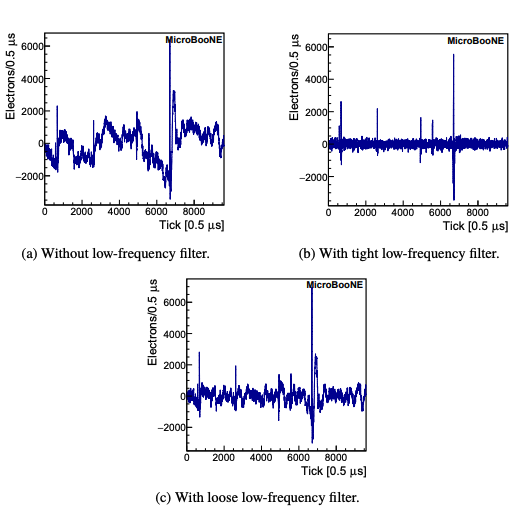 MicroBooNE
Electrons/0.5 μs
6000
4000
2000
0
−2000
0 2000 4000 6000 8000
Tick [0.5 μs]
(a) Without low-frequency filter.
MicroBooNE
Electrons/0.5 μs
6000
4000
2000
0
−2000
0 2000 4000 6000 8000
Tick [0.5 μs]
(b) With tight low-frequency filter.
MicroBooNE
Electrons/0.5 μs
6000
4000
2000
0
−2000
0 2000 4000 6000 8000
Tick [0.5 μs]
(c) With loose low-frequency filter.